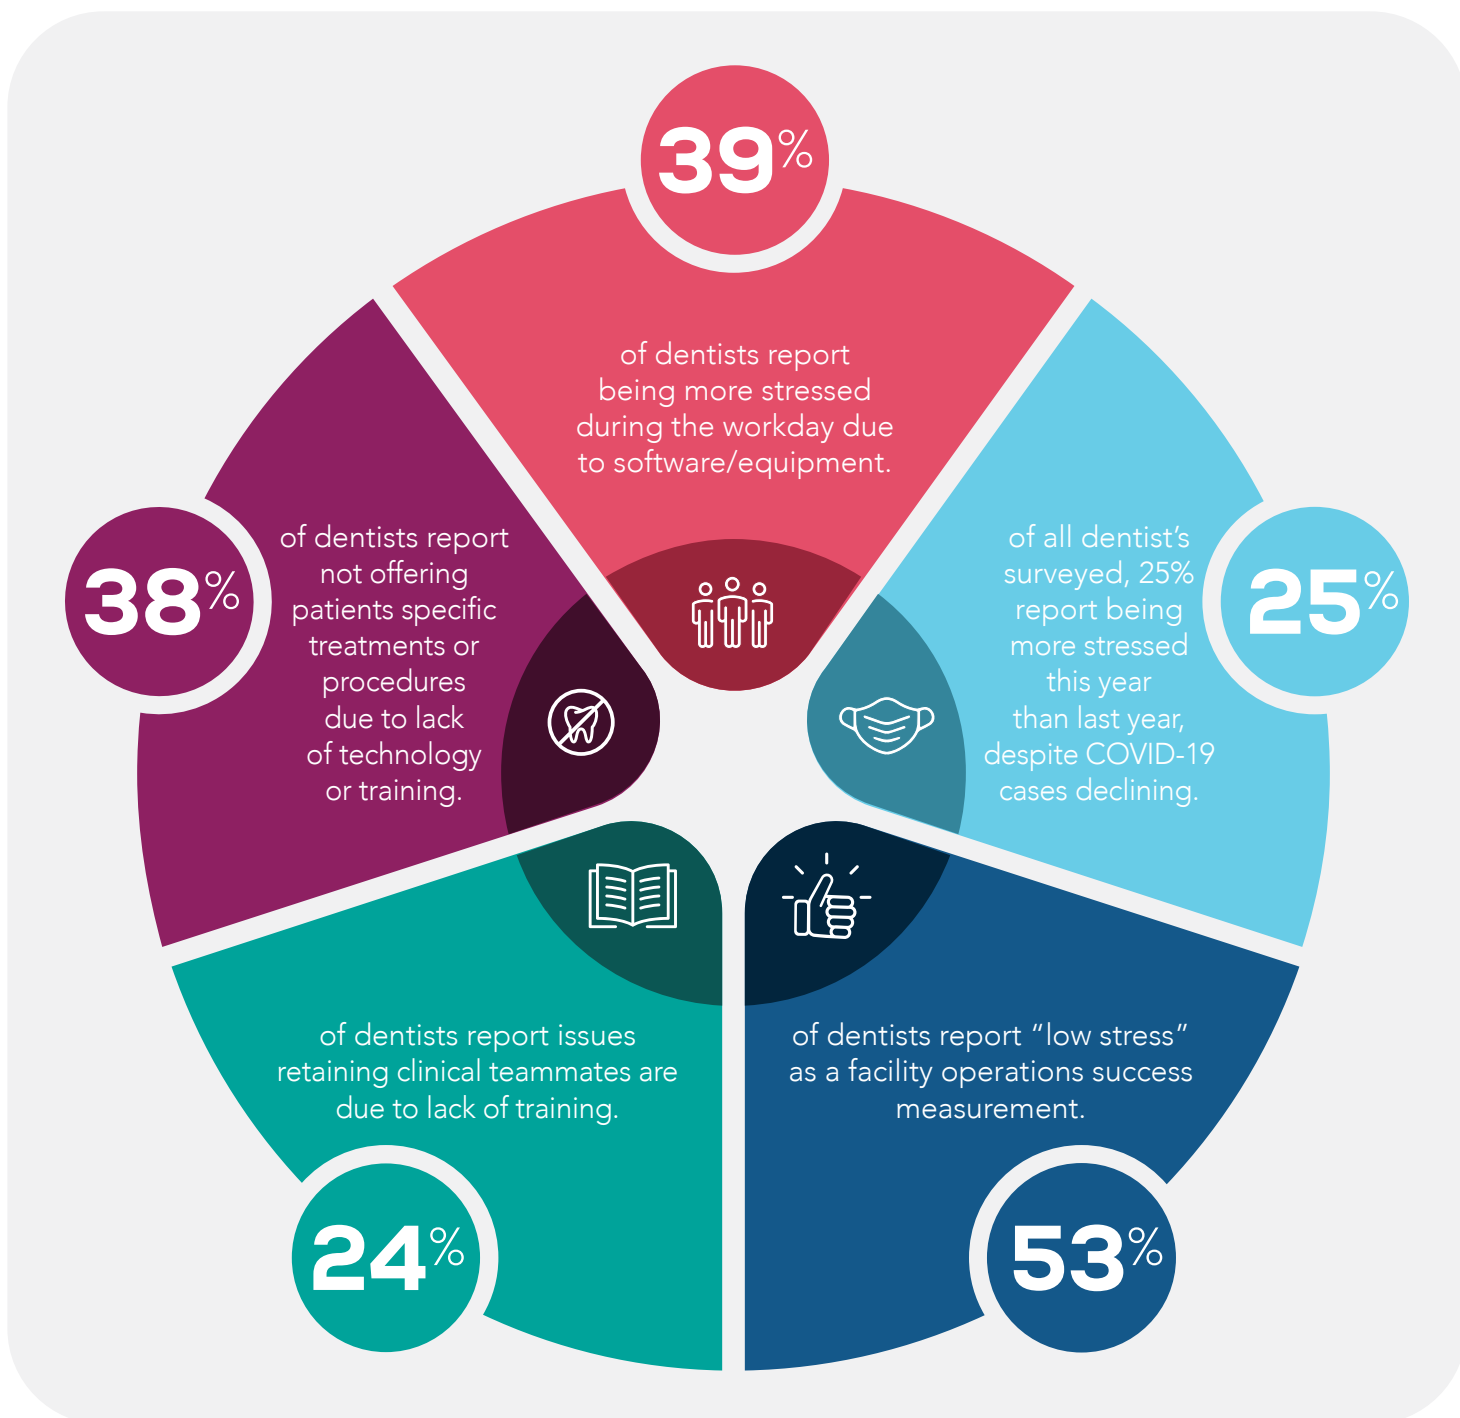 39%
of dentists report
being more stressed
during the workday due
to software/equipment.
25%
of all dentist's
surveyed, 25%
report being
more stressed
this year
than last year,
despite COVID-19
cases declining.
53%
of dentists report “low stress”
as a facility operations success
measurement.
24%
of dentists report issues
retaining clinical teammates are
due to lack of training.
38%
of dentists report
not offering
patients specific
treatments or
procedures
due to lack
of technology
or training.